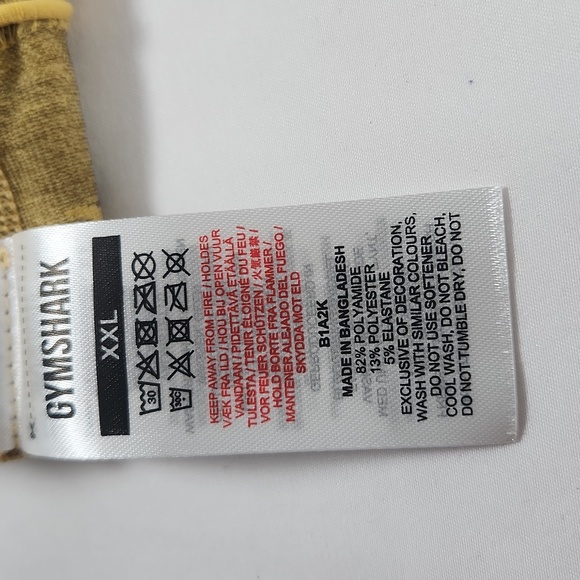 GYMSHARK
XXL
30
30C
KEEP AWAY FROM FIRE / HOLDES
VÆK FRA ILD / HOU BIJ OPEN VUUR
VANDAAN / PIDETTÄVÄ ETÄÄLLÄ
TULESTA / TENIR ÉLOIGNÉ DU FEU /
VOR FEUER SCHÜTZEN / 火気厳禁 /
HOLD BORTE FRA FLAMMER /
MANTENER ALEJADO DEL FUEGO /
SKYDDA MOT ELD
B1A2K
MADE IN BANGLADESH
82% POLYAMIDE
13% POLYESTER
5% ELASTANE
EXCLUSIVE OF DECORATION,
WASH WITH SIMILAR COLOURS,
DO NOT USE SOFTENER.
COOL WASH, DO NOT BLEACH,
DO NOT TUMBLE DRY, DO NOT